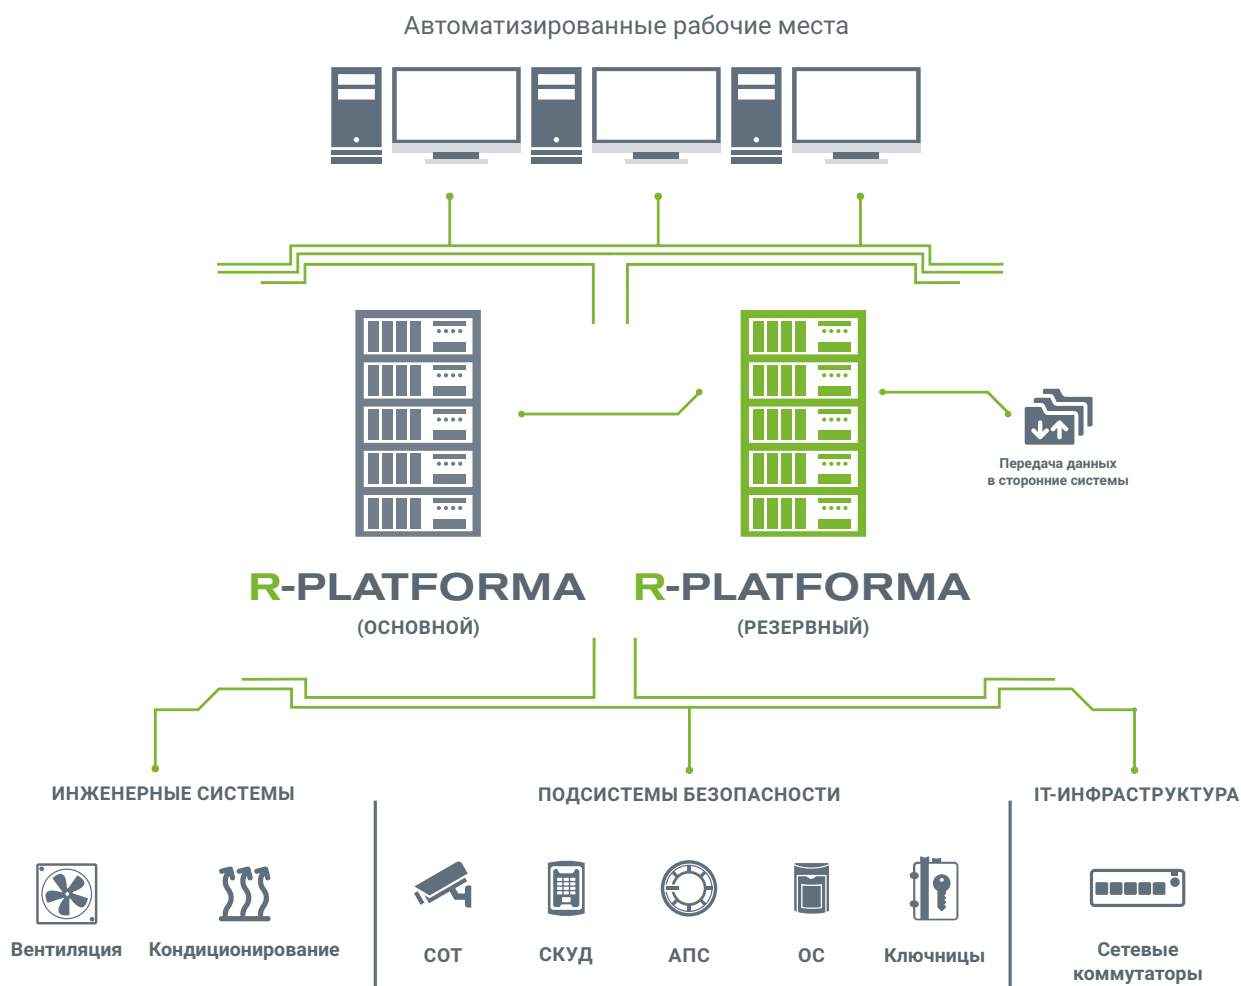 Автоматизированные рабочие места
Передача данных
в сторонние системы
R-PLATFORMA
(ОСНОВНОЙ)
R-PLATFORMA
(РЕЗЕРВНЫЙ)
ИНЖЕНЕРНЫЕ СИСТЕМЫ
ПОДСИСТЕМЫ БЕЗОПАСНОСТИ
IT-ИНФРАСТРУКТУРА
Вентиляция
Кондиционирование
СОТ
СКУД
АПС
ОС
Ключницы
Сетевые
коммутаторы